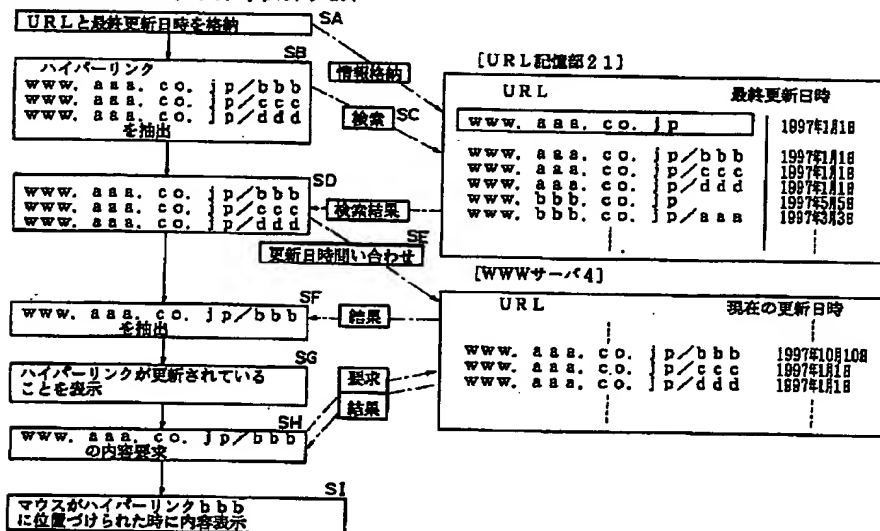 SA
URLと最終更新日時を格納
SB
ハイパーリンク
www. aaa. co. jp/bbb
www. aaa. co. jp/ccc
www. aaa. co. jp/ddd
を抽出
情報格納
検索
SC
[URL記憶部21]
URL
最終更新日時
www. aaa. co. jp
1997年1月1日
www. aaa. co. jp/bbb
1997年1月1日
www. aaa. co. jp/ccc
1997年1月1日
www. aaa. co. jp/ddd
1997年1月1日
www. bbb. co. jp
1997年5月5日
www. bbb. co. jp/aaa
1997年3月3日
SD
www. aaa. co. jp/bbb
www. aaa. co. jp/ccc
www. aaa. co. jp/ddd
検索結果
SE
更新日時問い合わせ
[WWWサーバ4]
URL
現在の更新日時
www. aaa. co. jp/bbb
1997年10月10日
www. aaa. co. jp/ccc
1997年1月1日
www. aaa. co. jp/ddd
1997年1月1日
SF
www. aaa. co. jp/bbb
を抽出
結果
SG
ハイパーリンクが更新されている
ことを表示
要求
結果
SH
www. aaa. co. jp/bbb
の内容要求
SI
マウスがハイパーリンクbbb
に位置づけられた時に内容表示